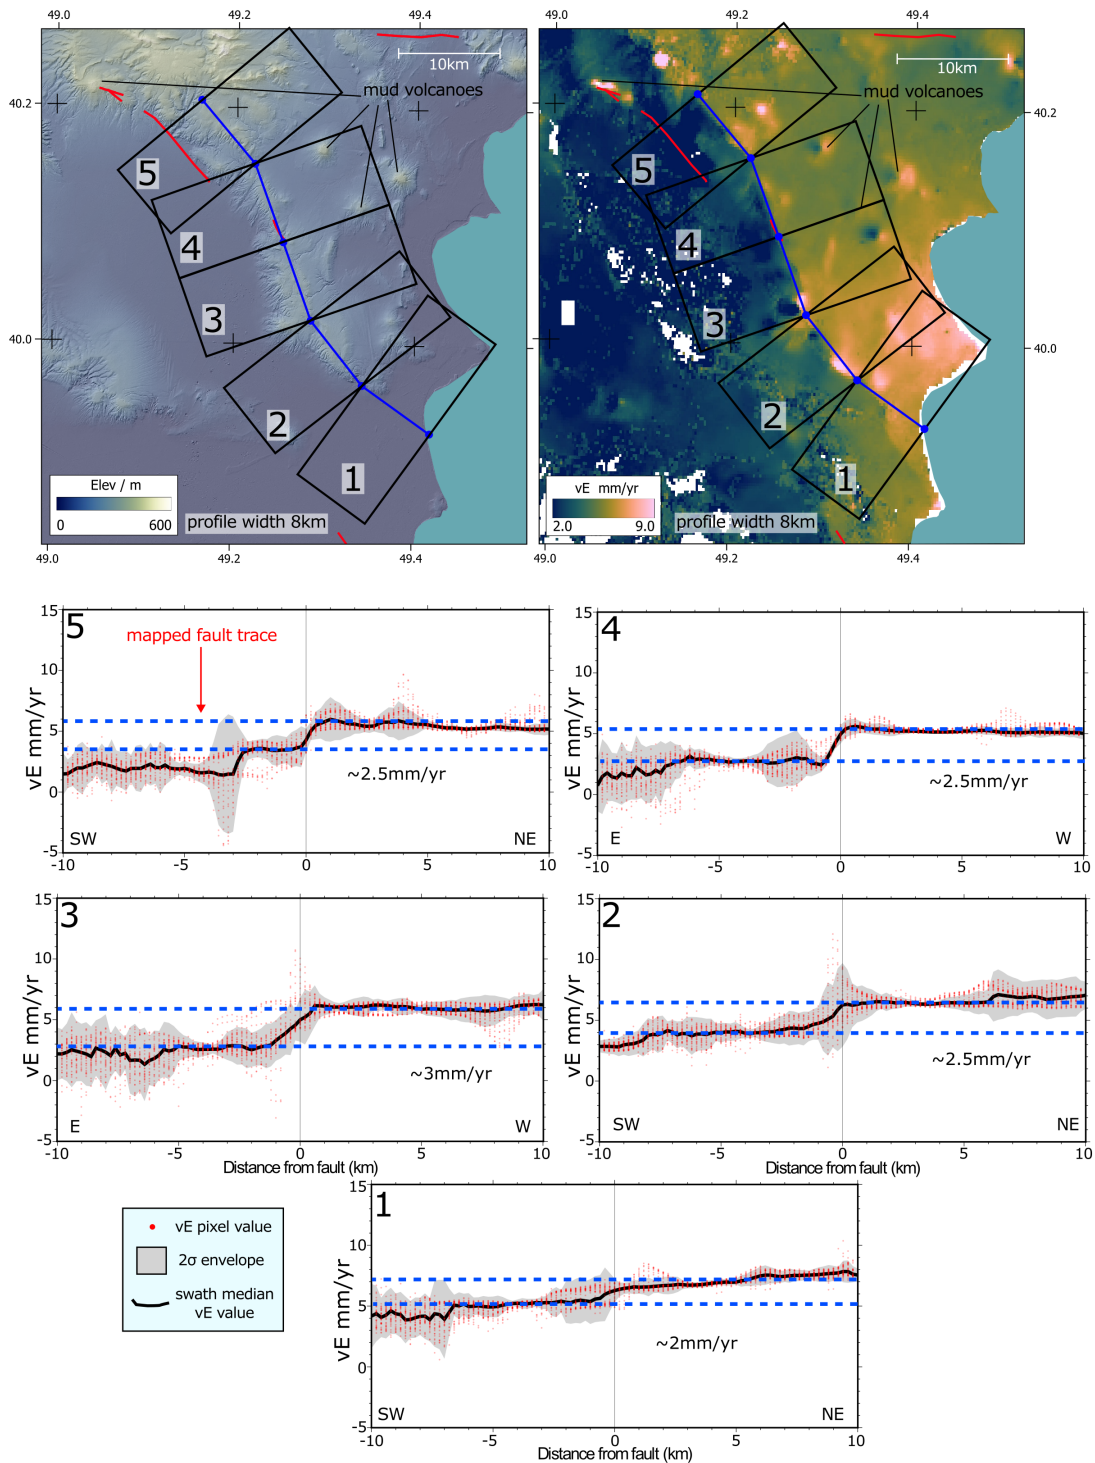 49.0 49.2 49.4
49.0 49.2 49.4
10km
10km
mud volcanoes
mud volcanoes
40.2
40.2
5
5
4
4
3
3
40.0
40.0
2
2
1
1
Elev / m
0 600
profile width 8km
vE mm/yr
2.0 9.0
profile width 8km
49.0 49.2 49.4
49.0 49.2 49.4
5
mapped fault trace
vE mm/yr
15
10
5
0
-5
~2.5mm/yr
SW NE
-10 -5 0 5 10
4
vE mm/yr
15
10
5
0
-5
~2.5mm/yr
E W
-10 -5 0 5 10
3
vE mm/yr
15
10
5
0
-5
~3mm/yr
E W
-10 -5 0 5 10
Distance from fault (km)
2
vE mm/yr
15
10
5
0
-5
~2.5mm/yr
SW NE
-10 -5 0 5 10
Distance from fault (km)
vE pixel value
2σ envelope
swath median
vE value
1
vE mm/yr
15
10
5
0
-5
~2mm/yr
SW NE
-10 -5 0 5 10
Distance from fault (km)